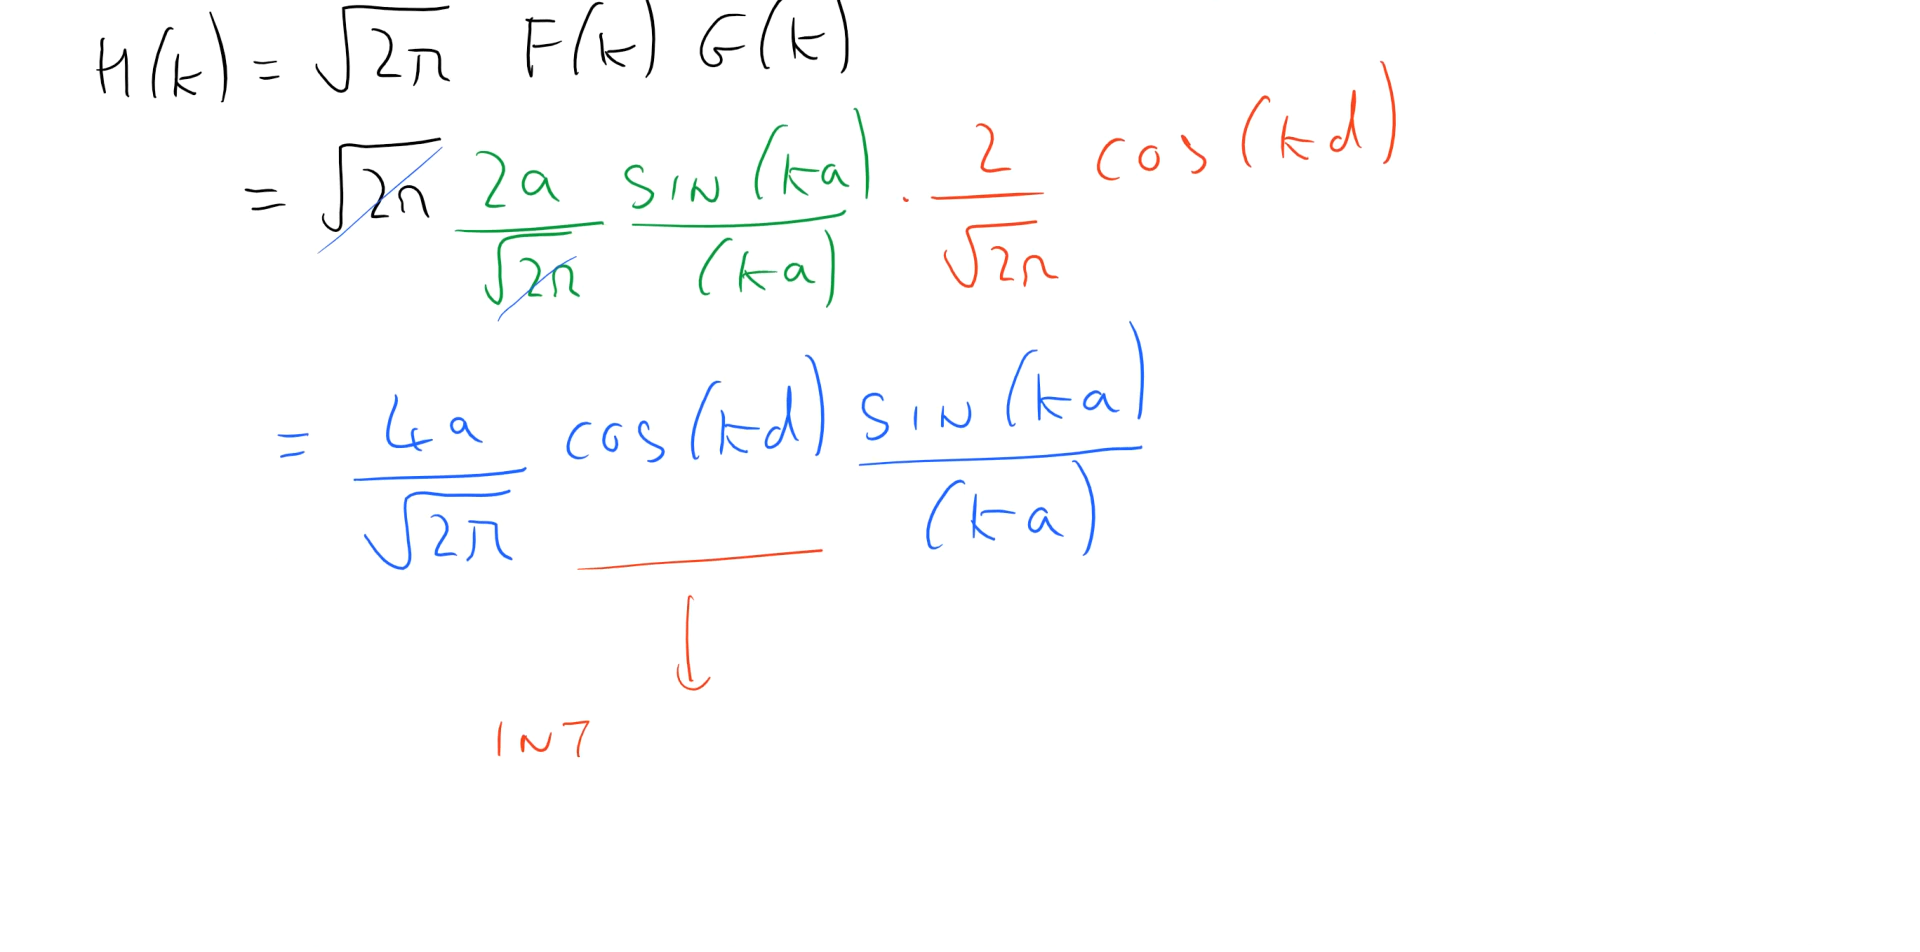 H(k) = √2π F(k) G(k)
= √2π 2a/√2π sin(ka)/(ka) · 2/√2π cos(kd)
= 4a/√2π cos(kd) sin(ka)/(ka)
INT